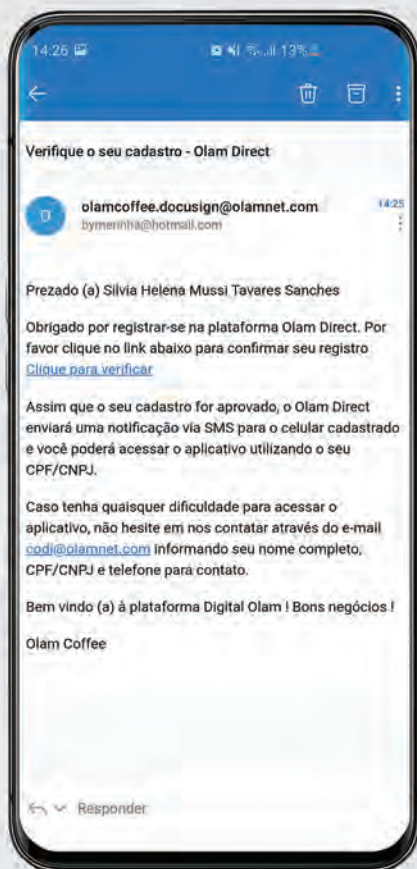 14:26 13%
Verifique o seu cadastro - Olam Direct
O
olamcoffee.docusign@olamnet.com 14:25
bymerinha@hotmail.com
Prezado (a) Silvia Helena Mussi Tavares Sanches
Obrigado por registrar-se na plataforma Olam Direct. Por
favor clique no link abaixo para confirmar seu registro
Clique para verificar
Assim que o seu cadastro for aprovado, o Olam Direct
enviará uma notificação via SMS para o celular cadastrado
e você poderá acessar o aplicativo utilizando o seu
CPF/CNPJ.
Caso tenha quaisquer dificuldade para acessar o
aplicativo, não hesite em nos contatar através do e-mail
codi@olamnet.com informando seu nome completo,
CPF/CNPJ e telefone para contato.
Bem vindo (a) à plataforma Digital Olam ! Bons negócios !
Olam Coffee
Responder